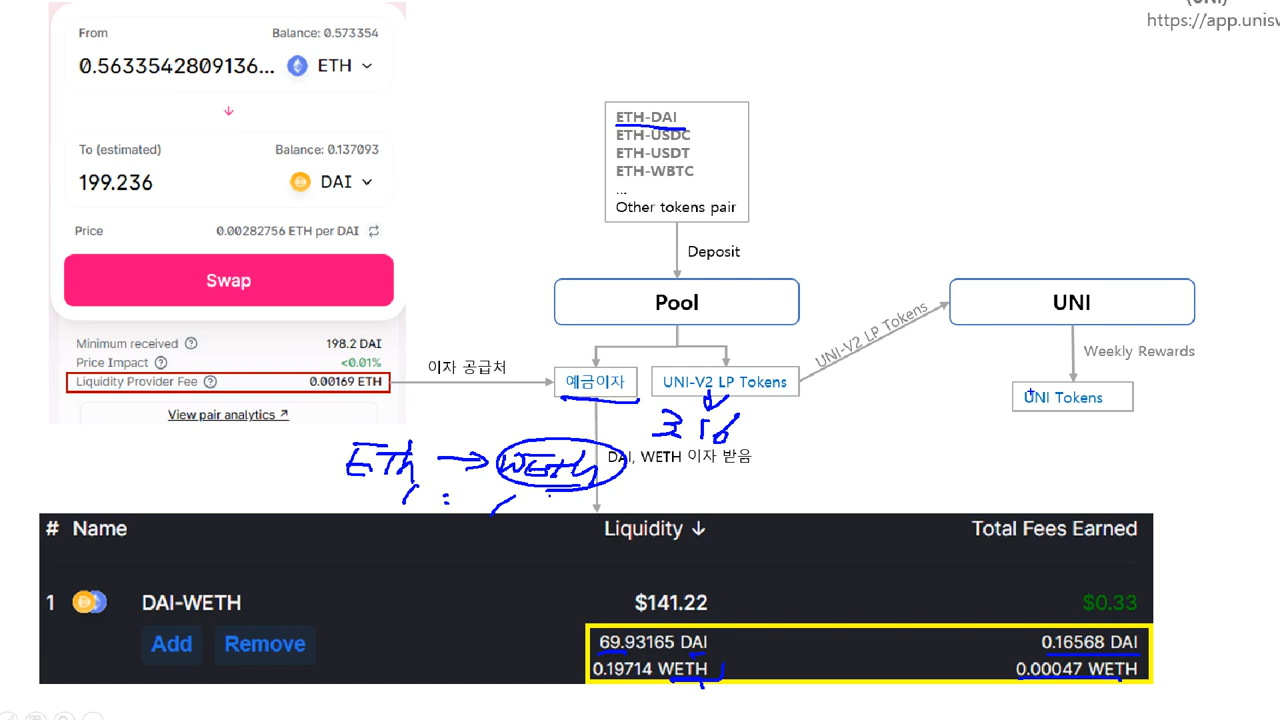 (UNI)
https://app.unisv
From
Balance: 0.573354
0.5633542809136...
ETH
To (estimated)
Balance: 0.137093
199.236
DAI
Price
0.00282756 ETH per DAI
Swap
Minimum received
198.2 DAI
Price Impact
<0.01%
Liquidity Provider Fee
0.00169 ETH
View pair analytics ↗
이자 공급처
ETH-DAI
ETH-USDC
ETH-USDT
ETH-WBTC
...
Other tokens pair
Deposit
Pool
예금이자
UNI-V2 LP Tokens
UNI-V2 LP Tokens
UNI
Weekly Rewards
UNI Tokens
DAI, WETH 이자 받음
ETh → WETh
1 : 1
# Name
Liquidity ↓
Total Fees Earned
1
DAI-WETH
$141.22
$0.33
Add
Remove
69.93165 DAI
0.16568 DAI
0.19714 WETH
0.00047 WETH